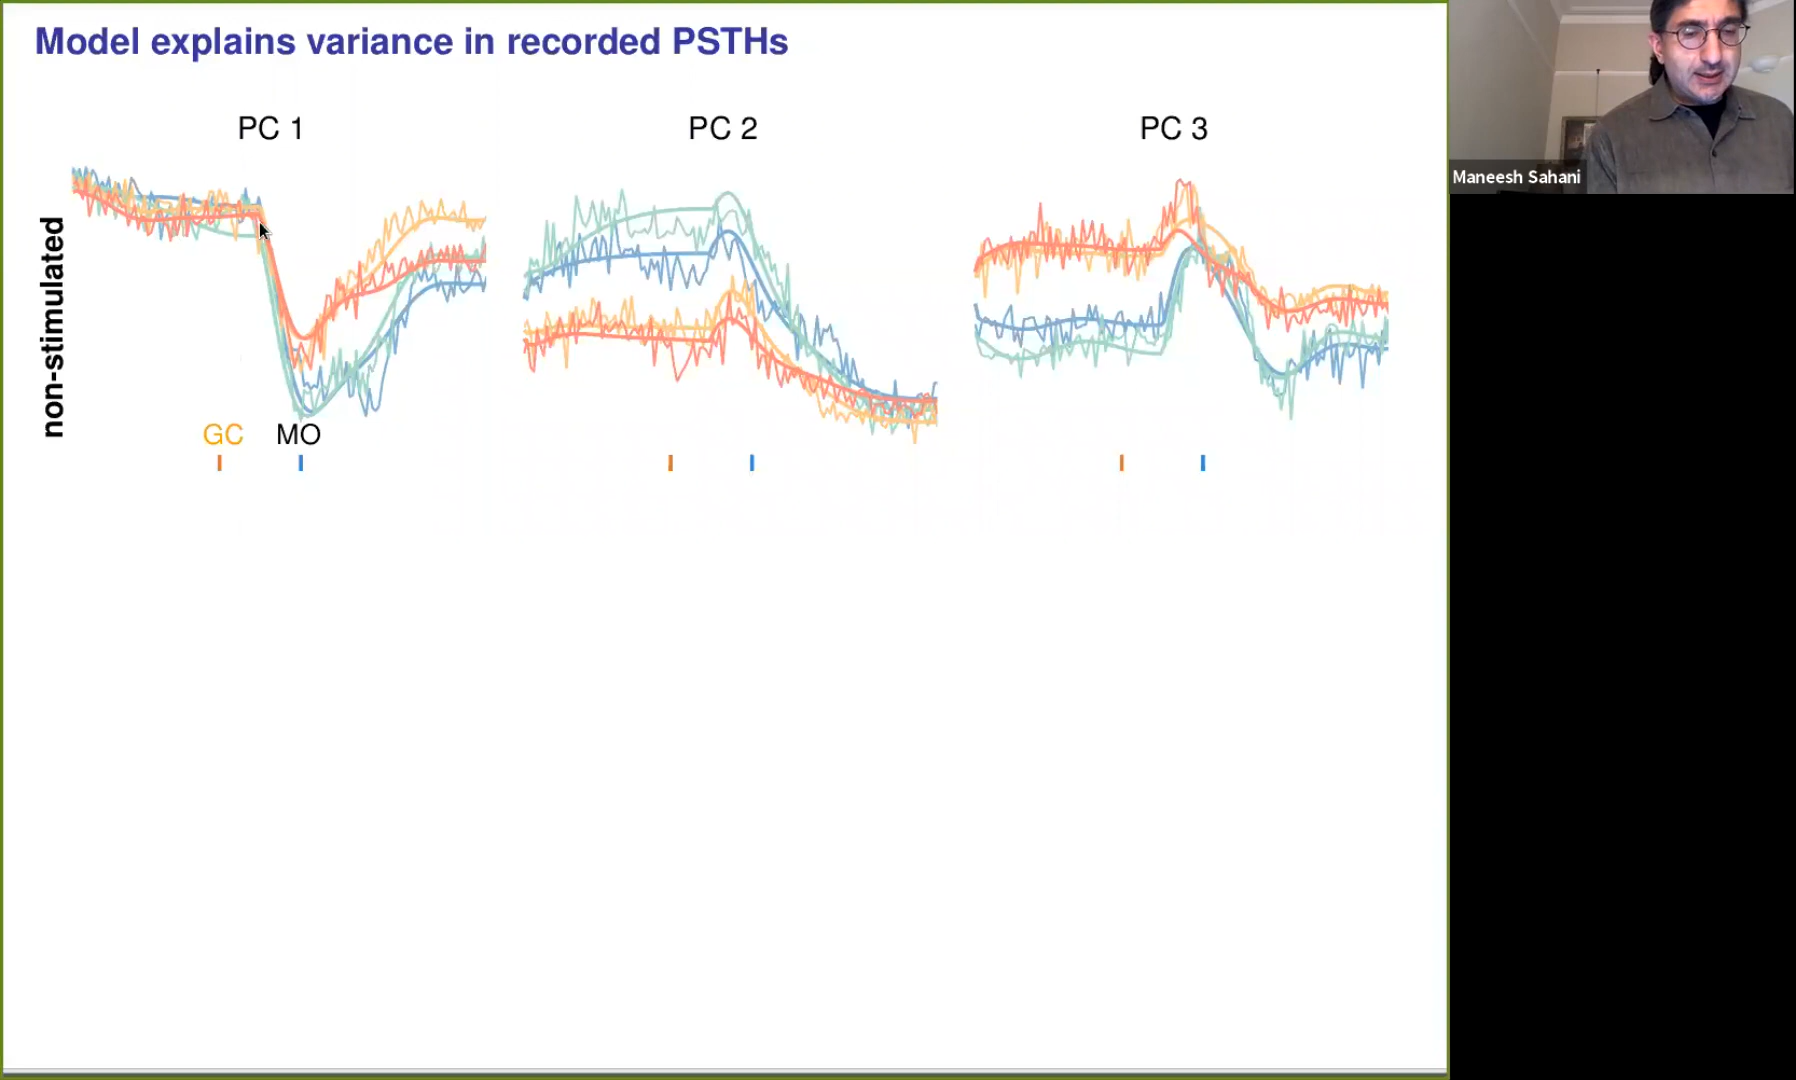 Model explains variance in recorded PSTHs
PC 1
PC 2
PC 3
non-stimulated
GC
MO
Maneesh Sahani